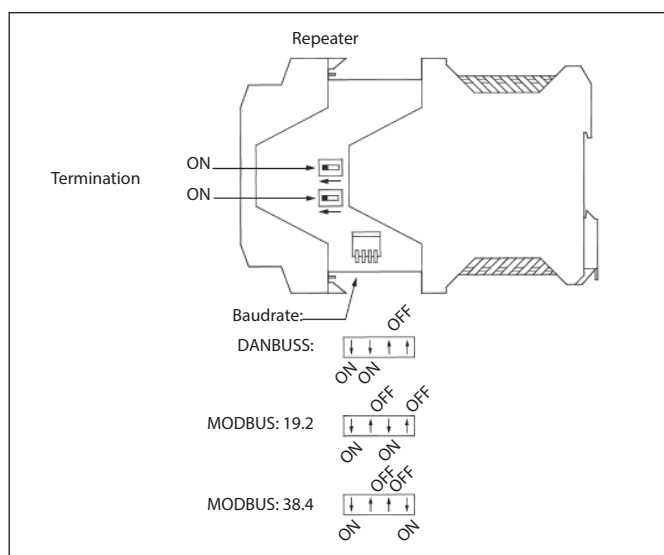 Repeater
ON
Termination
ON
Baudrate:
OFF
DANBUSS:
ON ON
OFF OFF
MODBUS: 19.2
ON ON
OFF OFF
MODBUS: 38.4
ON ON